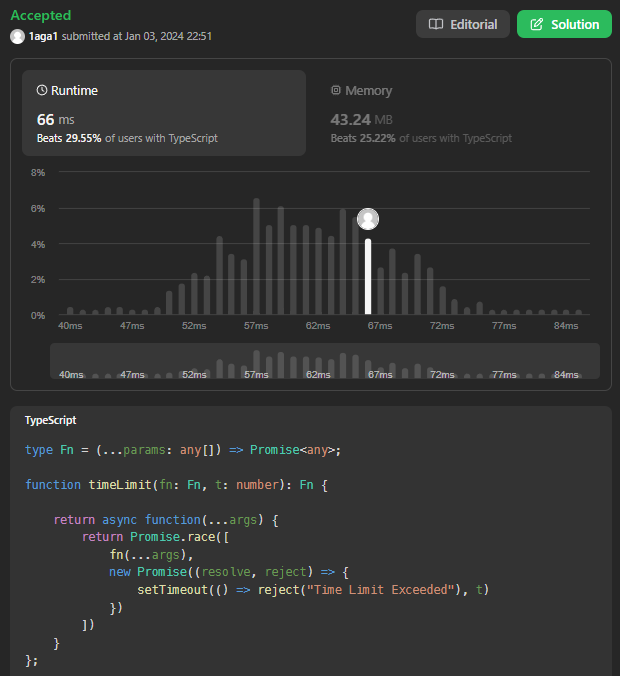 Accepted
Editorial
Solution
1aga1 submitted at Jan 03, 2024 22:51
Runtime
Memory
66 ms
43.24 MB
Beats 29.55% of users with TypeScript
Beats 25.22% of users with TypeScript
8%
6%
4%
2%
0%
40ms 47ms 52ms 57ms 62ms 67ms 72ms 77ms 84ms
40ms 47ms 52ms 57ms 62ms 67ms 72ms 77ms 84ms
TypeScript
type Fn = (...params: any[]) => Promise<any>;
function timeLimit(fn: Fn, t: number): Fn {
    return async function(...args) {
        return Promise.race([
            fn(...args),
            new Promise((resolve, reject) => {
                setTimeout(() => reject("Time Limit Exceeded"), t)
            })
        ])
    }
};